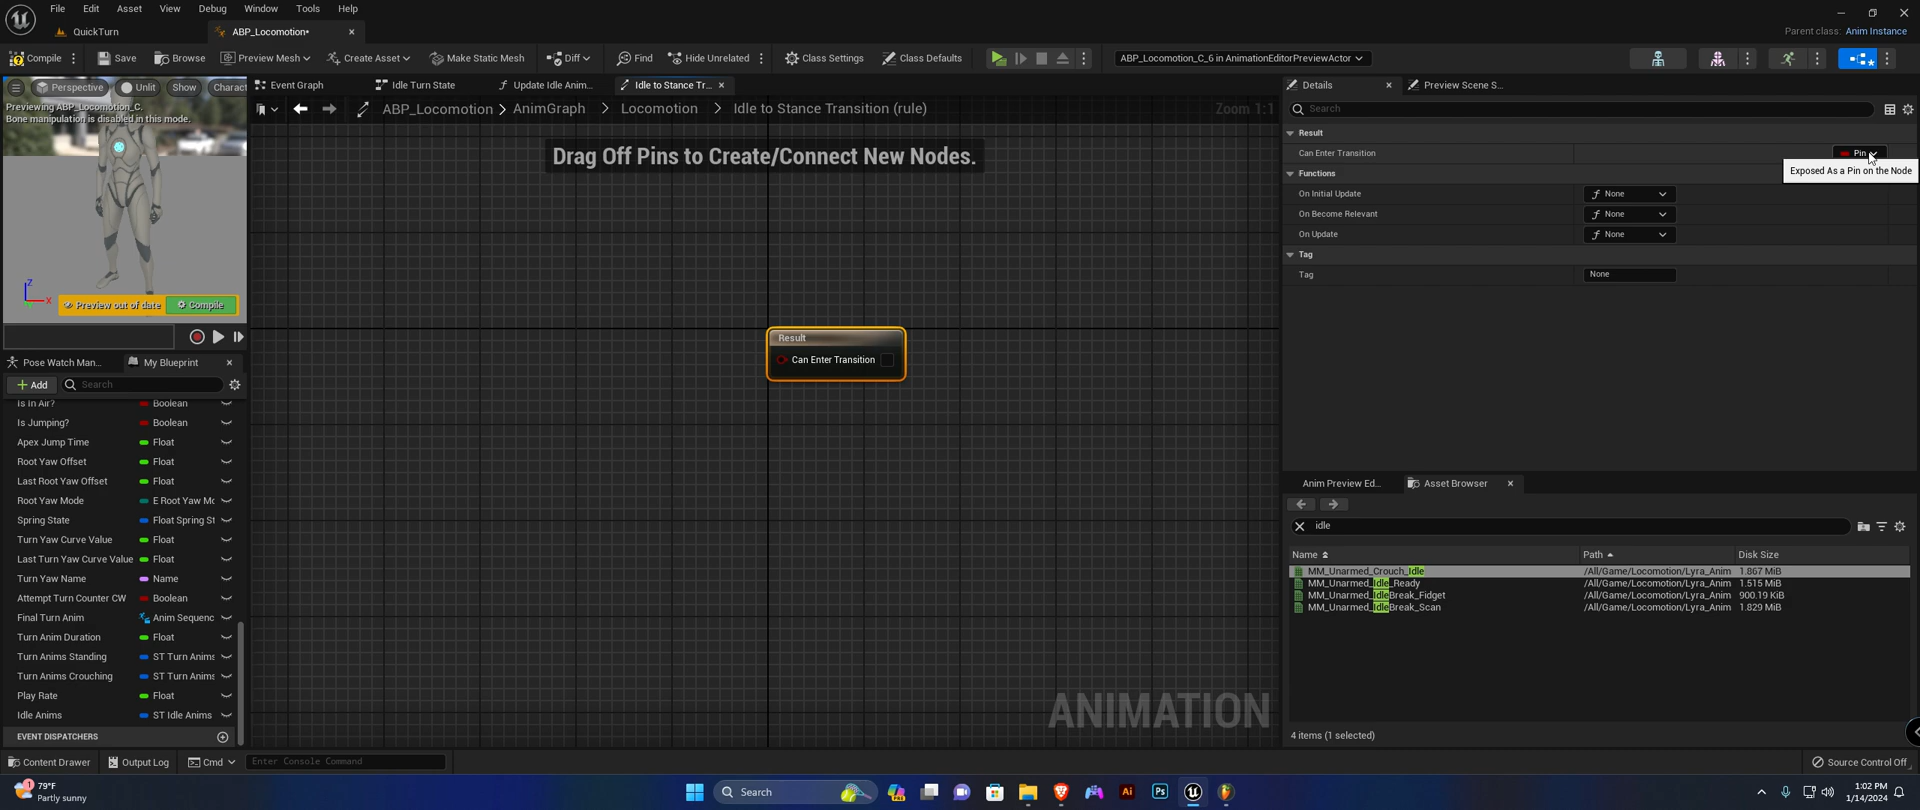 File Edit Asset View Debug Window Tools Help
QuickTurn ABP_Locomotion*
Parent class: Anim Instance
Compile Save Browse Preview Mesh Create Asset Make Static Mesh Diff Find Hide Unrelated Class Settings Class Defaults ABP_Locomotion_C_6 in AnimationEditorPreviewActor
Perspective Unlit Show Charact
Event Graph Idle Turn State Update Idle Anim... Idle to Stance Tr...
Details Preview Scene S...
Previewing ABP_Locomotion_C.
Bone manipulation is disabled in this mode.
ABP_Locomotion > AnimGraph > Locomotion > Idle to Stance Transition (rule) Zoom 1:1
Search
Drag Off Pins to Create/Connect New Nodes.
Result
Can Enter Transition Pin
Exposed As a Pin on the Node
Functions
On Initial Update None
On Become Relevant None
On Update None
Tag
Tag None
Z
X
Preview out of date Compile
Result
Can Enter Transition
Pose Watch Man... My Blueprint
Add Search
Is In Air? Boolean
Is Jumping? Boolean
Apex Jump Time Float
Root Yaw Offset Float
Last Root Yaw Offset Float
Root Yaw Mode E Root Yaw Mo
Spring State Float Spring St
Turn Yaw Curve Value Float
Last Turn Yaw Curve Value Float
Turn Yaw Name Name
Attempt Turn Counter CW Boolean
Final Turn Anim Anim Sequenc
Turn Anim Duration Float
Turn Anims Standing ST Turn Anims
Turn Anims Crouching ST Turn Anims
Play Rate Float
Idle Anims ST Idle Anims
EVENT DISPATCHERS
Anim Preview Ed... Asset Browser
idle
Name Path Disk Size
MM_Unarmed_Crouch_Idle /All/Game/Locomotion/Lyra_Anim 1.867 MiB
MM_Unarmed_Idle_Ready /All/Game/Locomotion/Lyra_Anim 1.515 MiB
MM_Unarmed_IdleBreak_Fidget /All/Game/Locomotion/Lyra_Anim 900.19 KiB
MM_Unarmed_IdleBreak_Scan /All/Game/Locomotion/Lyra_Anim 1.829 MiB
ANIMATION
4 items (1 selected)
Content Drawer Output Log Cmd Enter Console Command Source Control Off
1 79°F
Partly sunny
Search
PRE
Ai
Ps
1:02 PM
1/14/2024